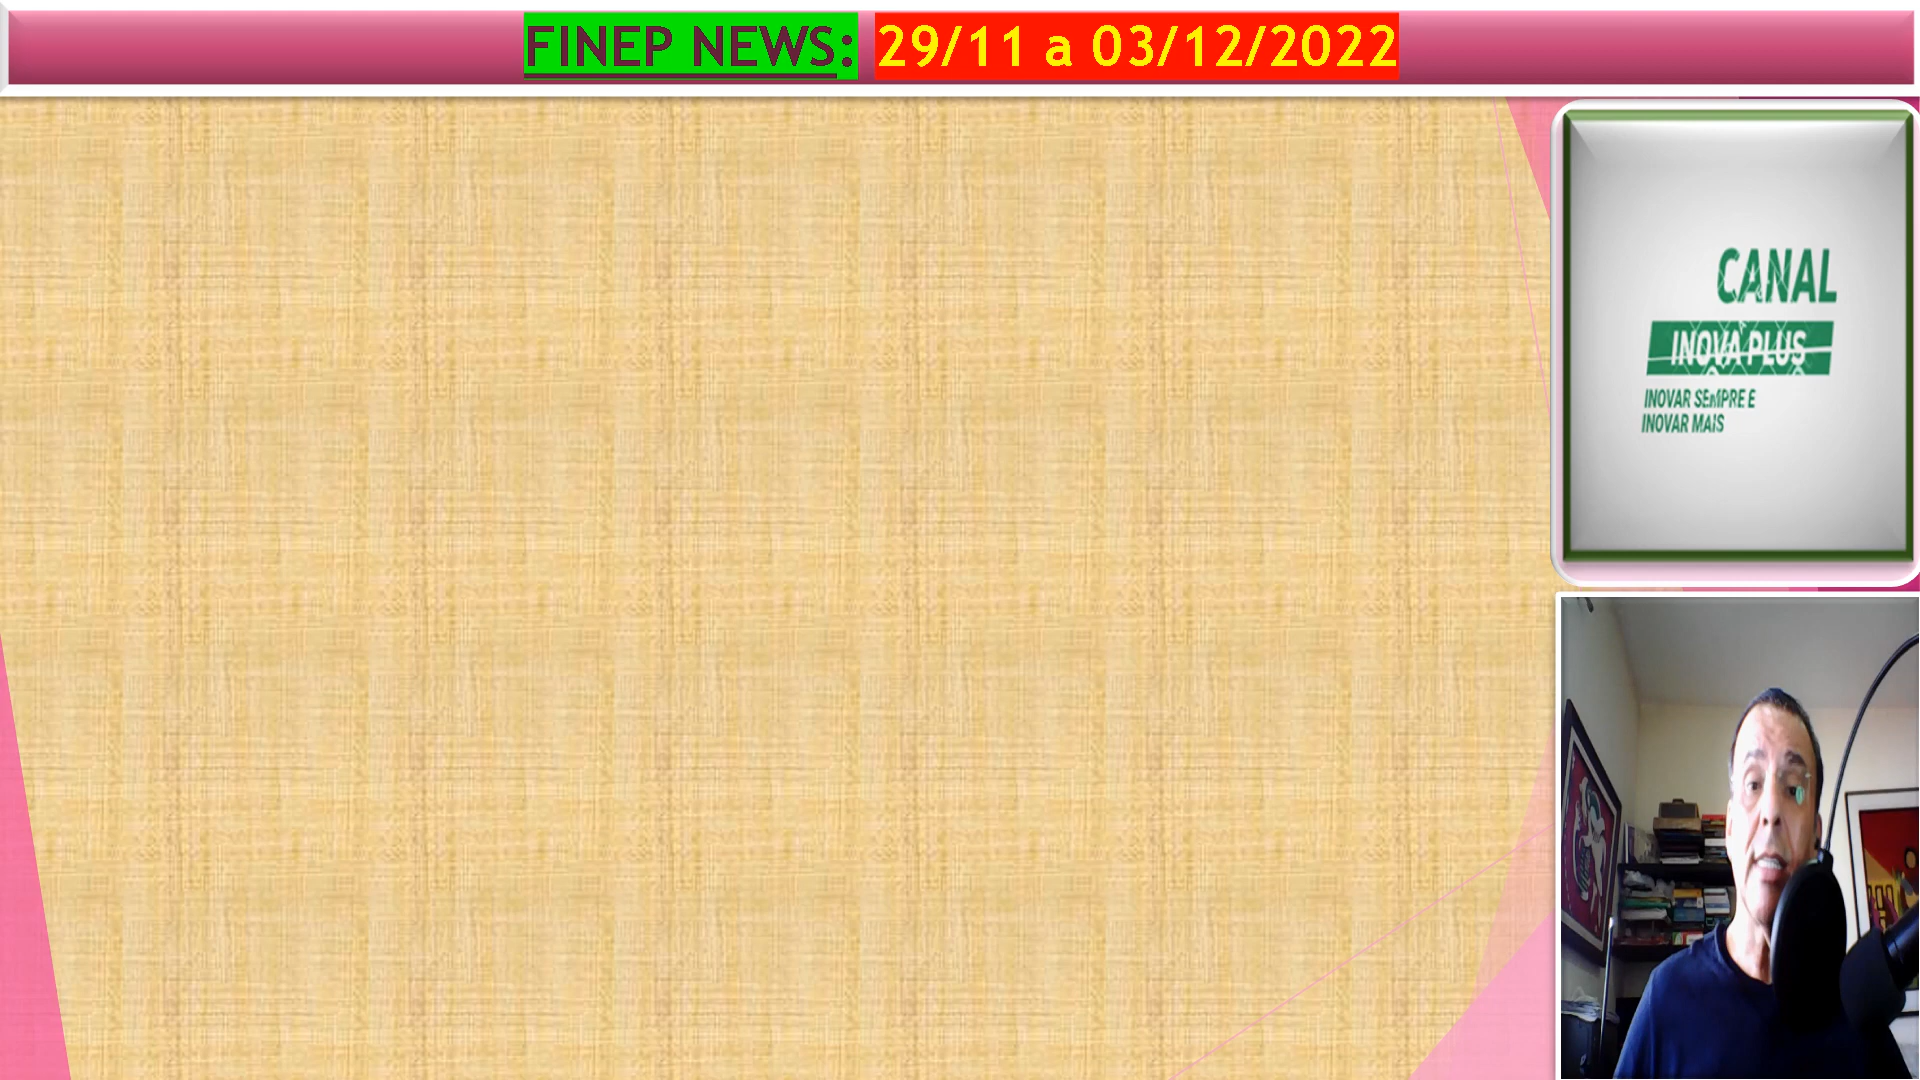 FINEP NEWS: 29/11 a 03/12/2022
CANAL
INOVA PLUS
INOVAR SEMPRE E
INOVAR MAIS